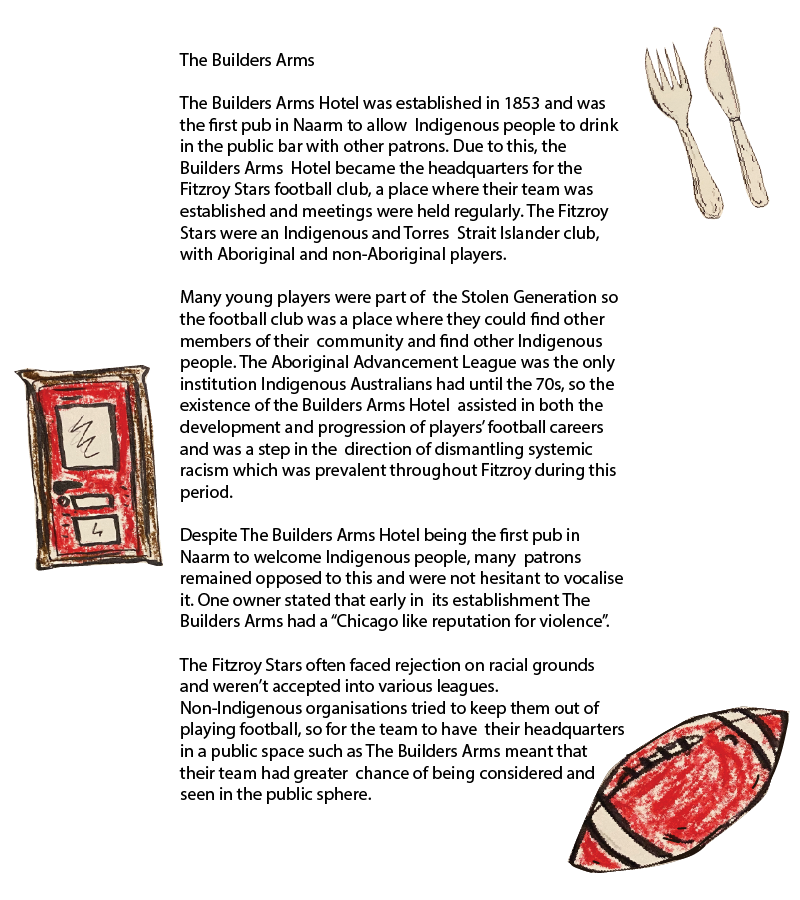 The Builders Arms
The Builders Arms Hotel was established in 1853 and was
the first pub in Naarm to allow  Indigenous people to drink
in the public bar with other patrons. Due to this, the
Builders Arms  Hotel became the headquarters for the
Fitzroy Stars football club, a place where their team was
established and meetings were held regularly. The Fitzroy
Stars were an Indigenous and Torres  Strait Islander club,
with Aboriginal and non-Aboriginal players.
Many young players were part of  the Stolen Generation so
the football club was a place where they could find other
members of their  community and find other Indigenous
people. The Aboriginal Advancement League was the only
institution Indigenous Australians had until the 70s, so the
existence of the Builders Arms Hotel  assisted in both the
development and progression of players’ football careers
and was a step in the  direction of dismantling systemic
racism which was prevalent throughout Fitzroy during this
period.
Despite The Builders Arms Hotel being the first pub in
Naarm to welcome Indigenous people, many  patrons
remained opposed to this and were not hesitant to vocalise
it. One owner stated that early in  its establishment The
Builders Arms had a “Chicago like reputation for violence”.
The Fitzroy Stars often faced rejection on racial grounds
and weren’t accepted into various leagues.
Non-Indigenous organisations tried to keep them out of
playing football, so for the team to have  their headquarters
in a public space such as The Builders Arms meant that
their team had greater  chance of being considered and
seen in the public sphere.
4